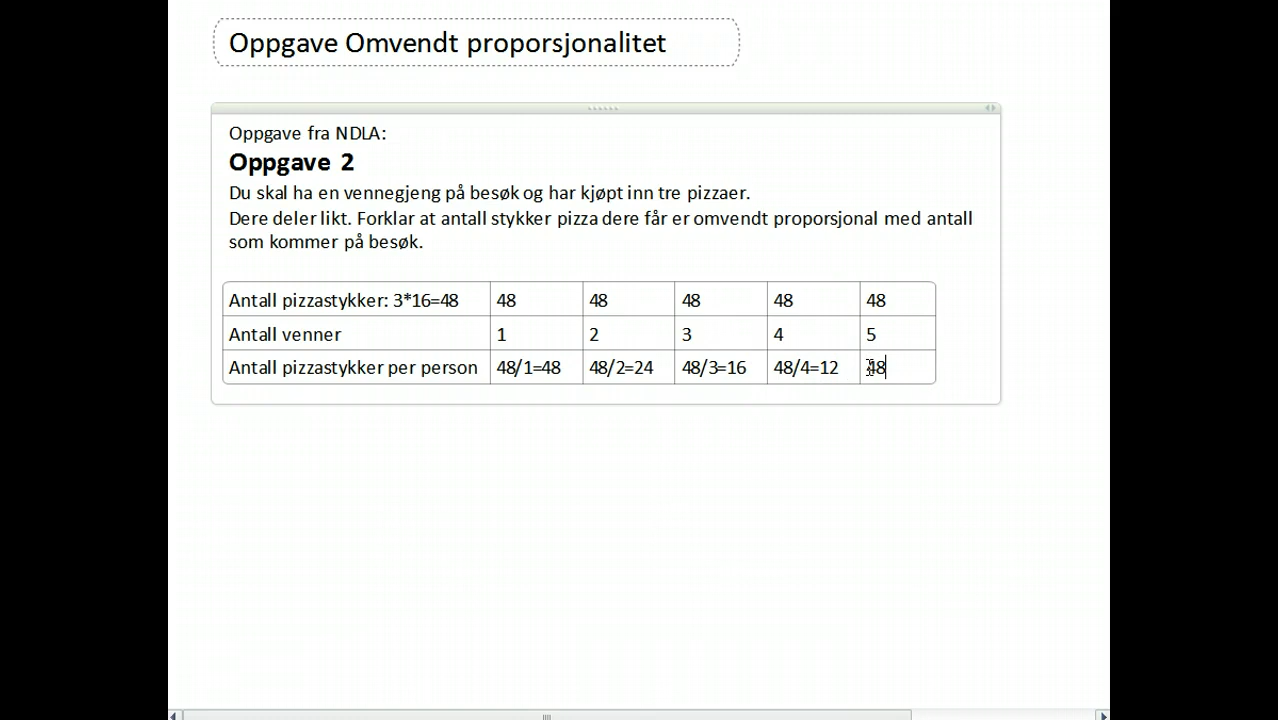 Oppgave Omvendt proporsjonalitet
Oppgave fra NDLA:
Oppgave 2
Du skal ha en vennegjeng på besøk og har kjøpt inn tre pizzaer.
Dere deler likt. Forklar at antall stykker pizza dere får er omvendt proporsjonal med antall
som kommer på besøk.
Antall pizzastykker: 3*16=48 48 48 48 48 48
Antall venner 1 2 3 4 5
Antall pizzastykker per person 48/1=48 48/2=24 48/3=16 48/4=12 48